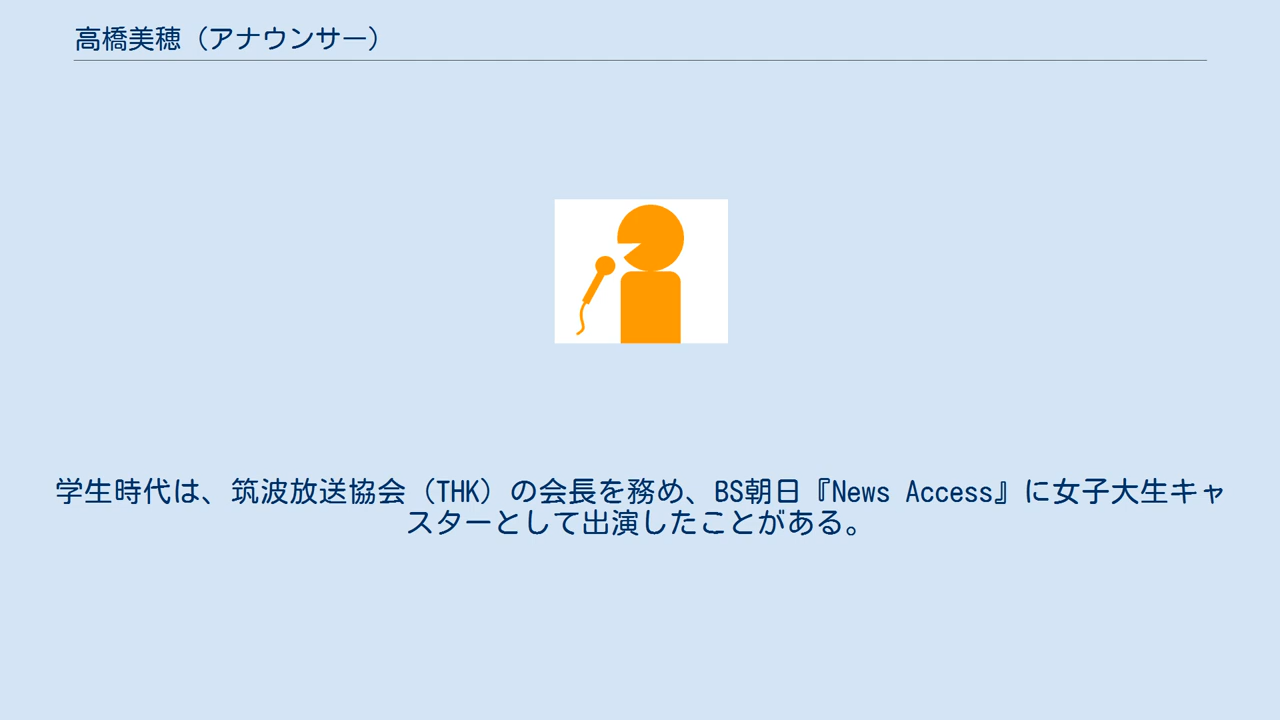 高橋美穂（アナウンサー）
学生時代は、筑波放送協会（THK）の会長を務め、BS朝日『News Access』に女子大生キャ
スターとして出演したことがある。